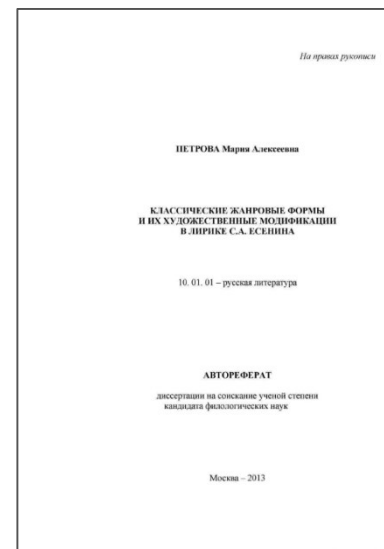 На правах рукописи
ПЕТРОВА Мария Алексеевна
КЛАССИЧЕСКИЕ ЖАНРОВЫЕ ФОРМЫ
И ИХ ХУДОЖЕСТВЕННЫЕ МОДИФИКАЦИИ
В ЛИРИКЕ С.А. ЕСЕНИНА
10. 01. 01 – русская литература
АВТОРЕФЕРАТ
диссертации на соискание ученой степени
кандидата филологических наук
Москва – 2013